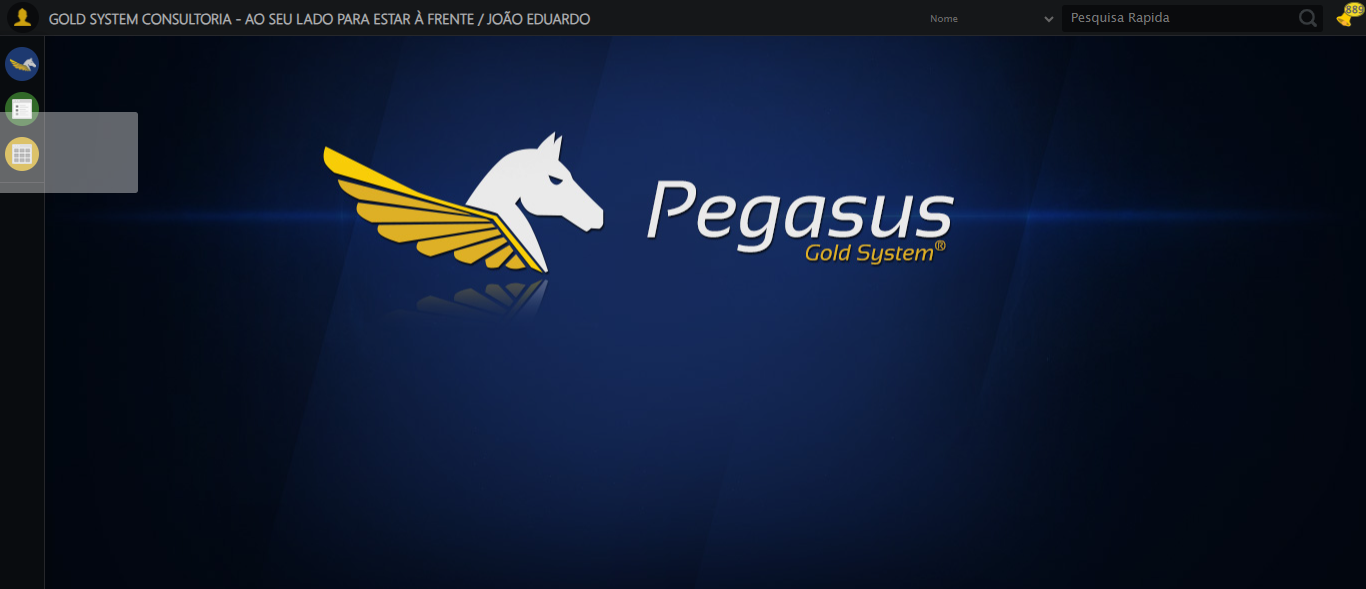 GOLD SYSTEM CONSULTORIA - AO SEU LADO PARA ESTAR À FRENTE / JOÃO EDUARDO
Nome
Pesquisa Rapida
889
Pegasus
Gold System®